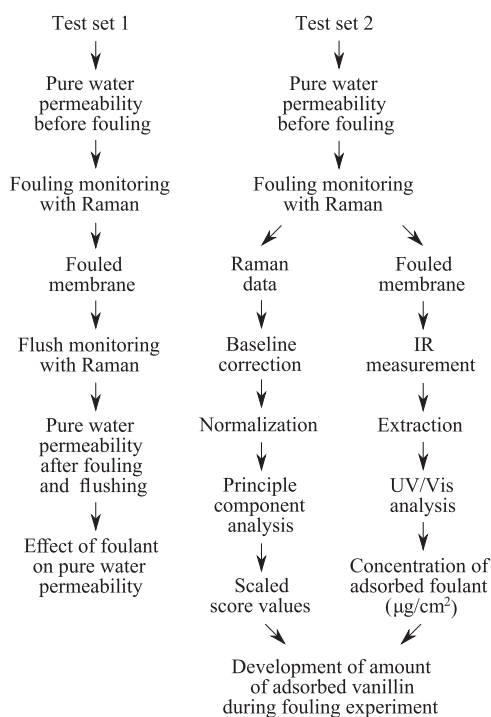 Test set 1
Pure water
permeability
before fouling
Fouling monitoring
with Raman
Fouled
membrane
Flush monitoring
with Raman
Pure water
permeability
after fouling
and flushing
Effect of foulant
on pure water
permeability
Test set 2
Pure water
permeability
before fouling
Fouling monitoring
with Raman
Raman
data
Baseline
correction
Normalization
Principle
component
analysis
Scaled
score values
Fouled
membrane
IR
measurement
Extraction
UV/Vis
analysis
Concentration of
adsorbed foulant
(µg/cm²)
Development of amount
of adsorbed vanillin
during fouling experiment